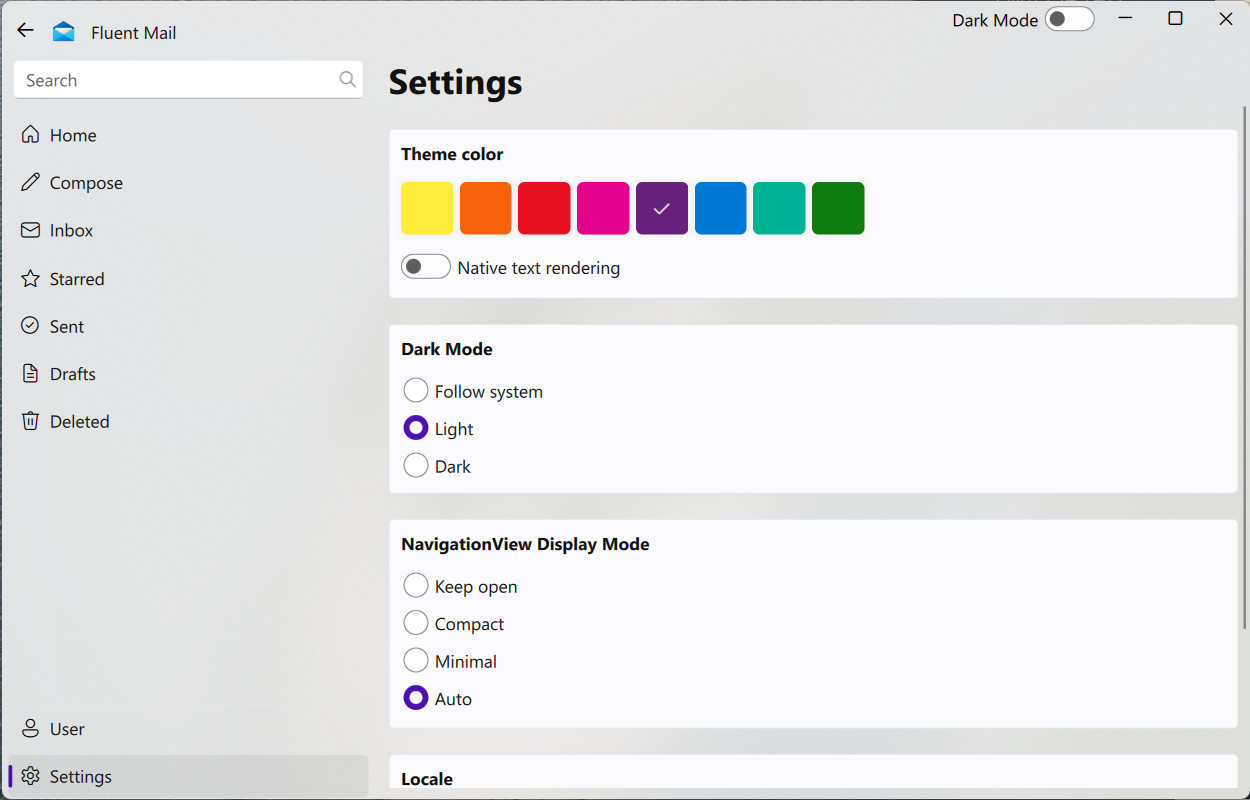 Fluent Mail
Dark Mode
Search
Home
Compose
Inbox
Starred
Sent
Drafts
Deleted
User
Settings
Settings
Theme color
Native text rendering
Dark Mode
Follow system
Light
Dark
NavigationView Display Mode
Keep open
Compact
Minimal
Auto
Locale